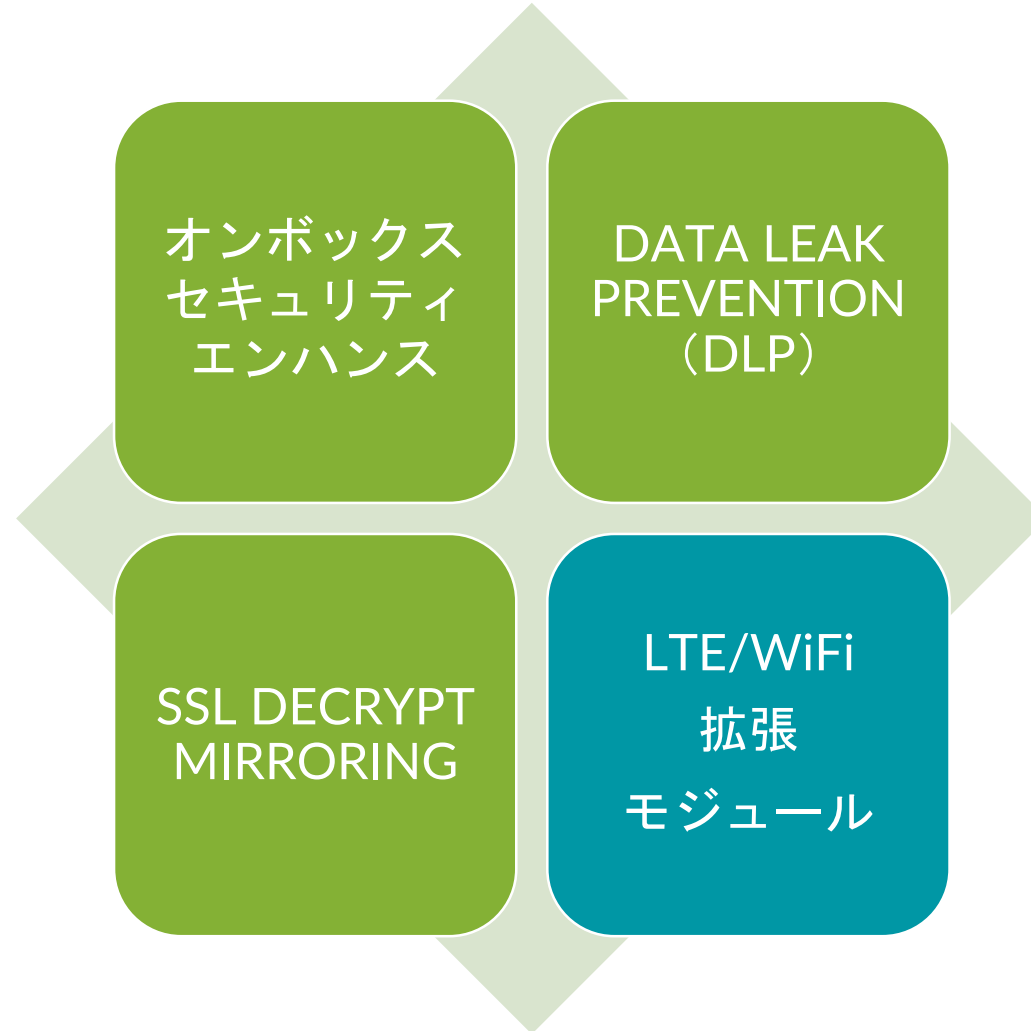 オンボックス
セキュリティ
エンハンス
DATA LEAK
PREVENTION
（DLP）
SSL DECRYPT
MIRRORING
LTE/WiFi
拡張
モジュール